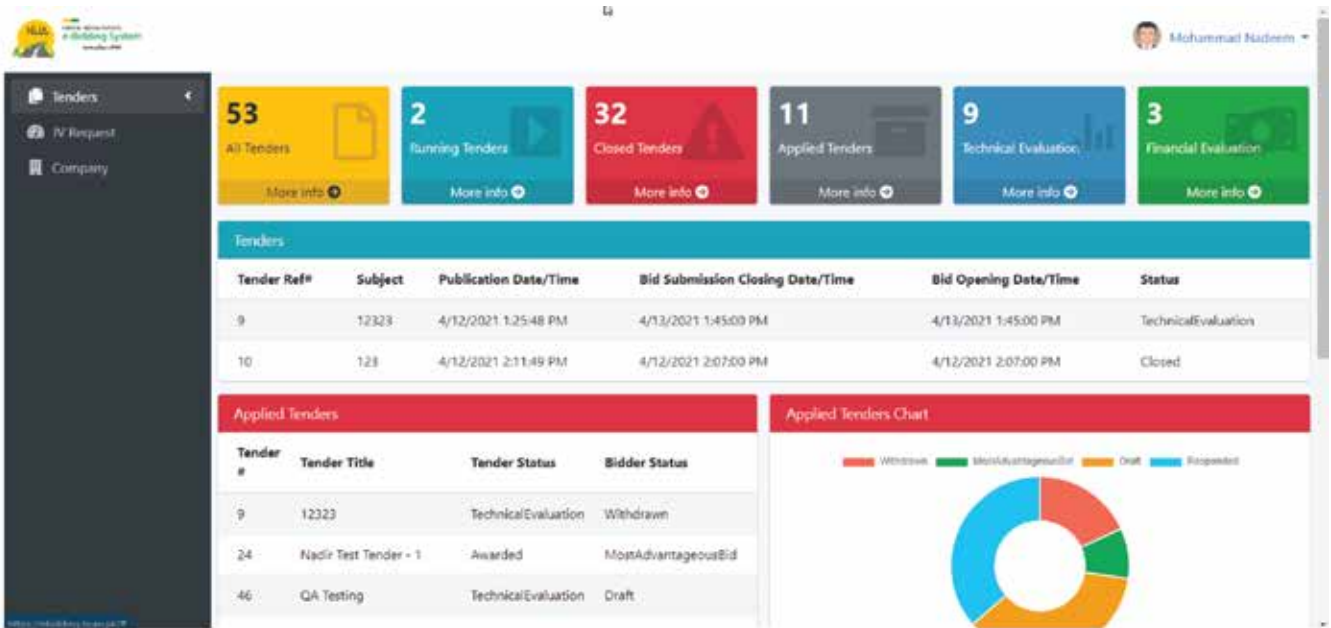 NHA
e-Bidding System
Mohammad Nadeem
Tenders
JV Request
Company
53
All Tenders
More info
2
Running Tenders
More info
32
Closed Tenders
More info
11
Applied Tenders
More info
9
Technical Evaluation
More info
3
Financial Evaluation
More info
Tenders
Tender Ref# Subject Publication Date/Time Bid Submission Closing Date/Time Bid Opening Date/Time Status
9 12323 4/12/2021 1:25:48 PM 4/13/2021 1:45:00 PM 4/13/2021 1:45:00 PM TechnicalEvaluation
10 123 4/12/2021 2:11:49 PM 4/12/2021 2:07:00 PM 4/12/2021 2:07:00 PM Closed
Applied Tenders
Tender # Tender Title Tender Status Bidder Status
9 12323 TechnicalEvaluation Withdrawn
24 Nadir Test Tender - 1 Awarded MostAdvantageousBid
46 QA Testing TechnicalEvaluation Draft
Applied Tenders Chart
Withdrawn MostAdvantageousBid Draft Responded